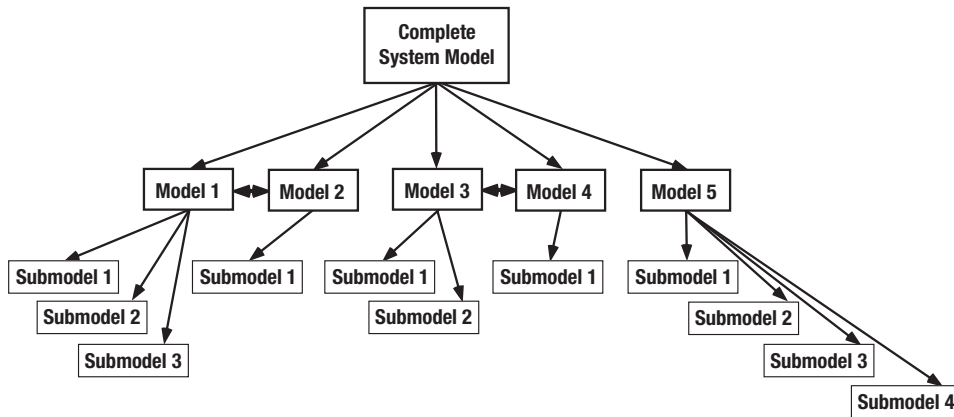 Complete
System Model
Model 1
Model 2
Model 3
Model 4
Model 5
Submodel 1
Submodel 1
Submodel 1
Submodel 1
Submodel 1
Submodel 2
Submodel 2
Submodel 2
Submodel 3
Submodel 3
Submodel 4